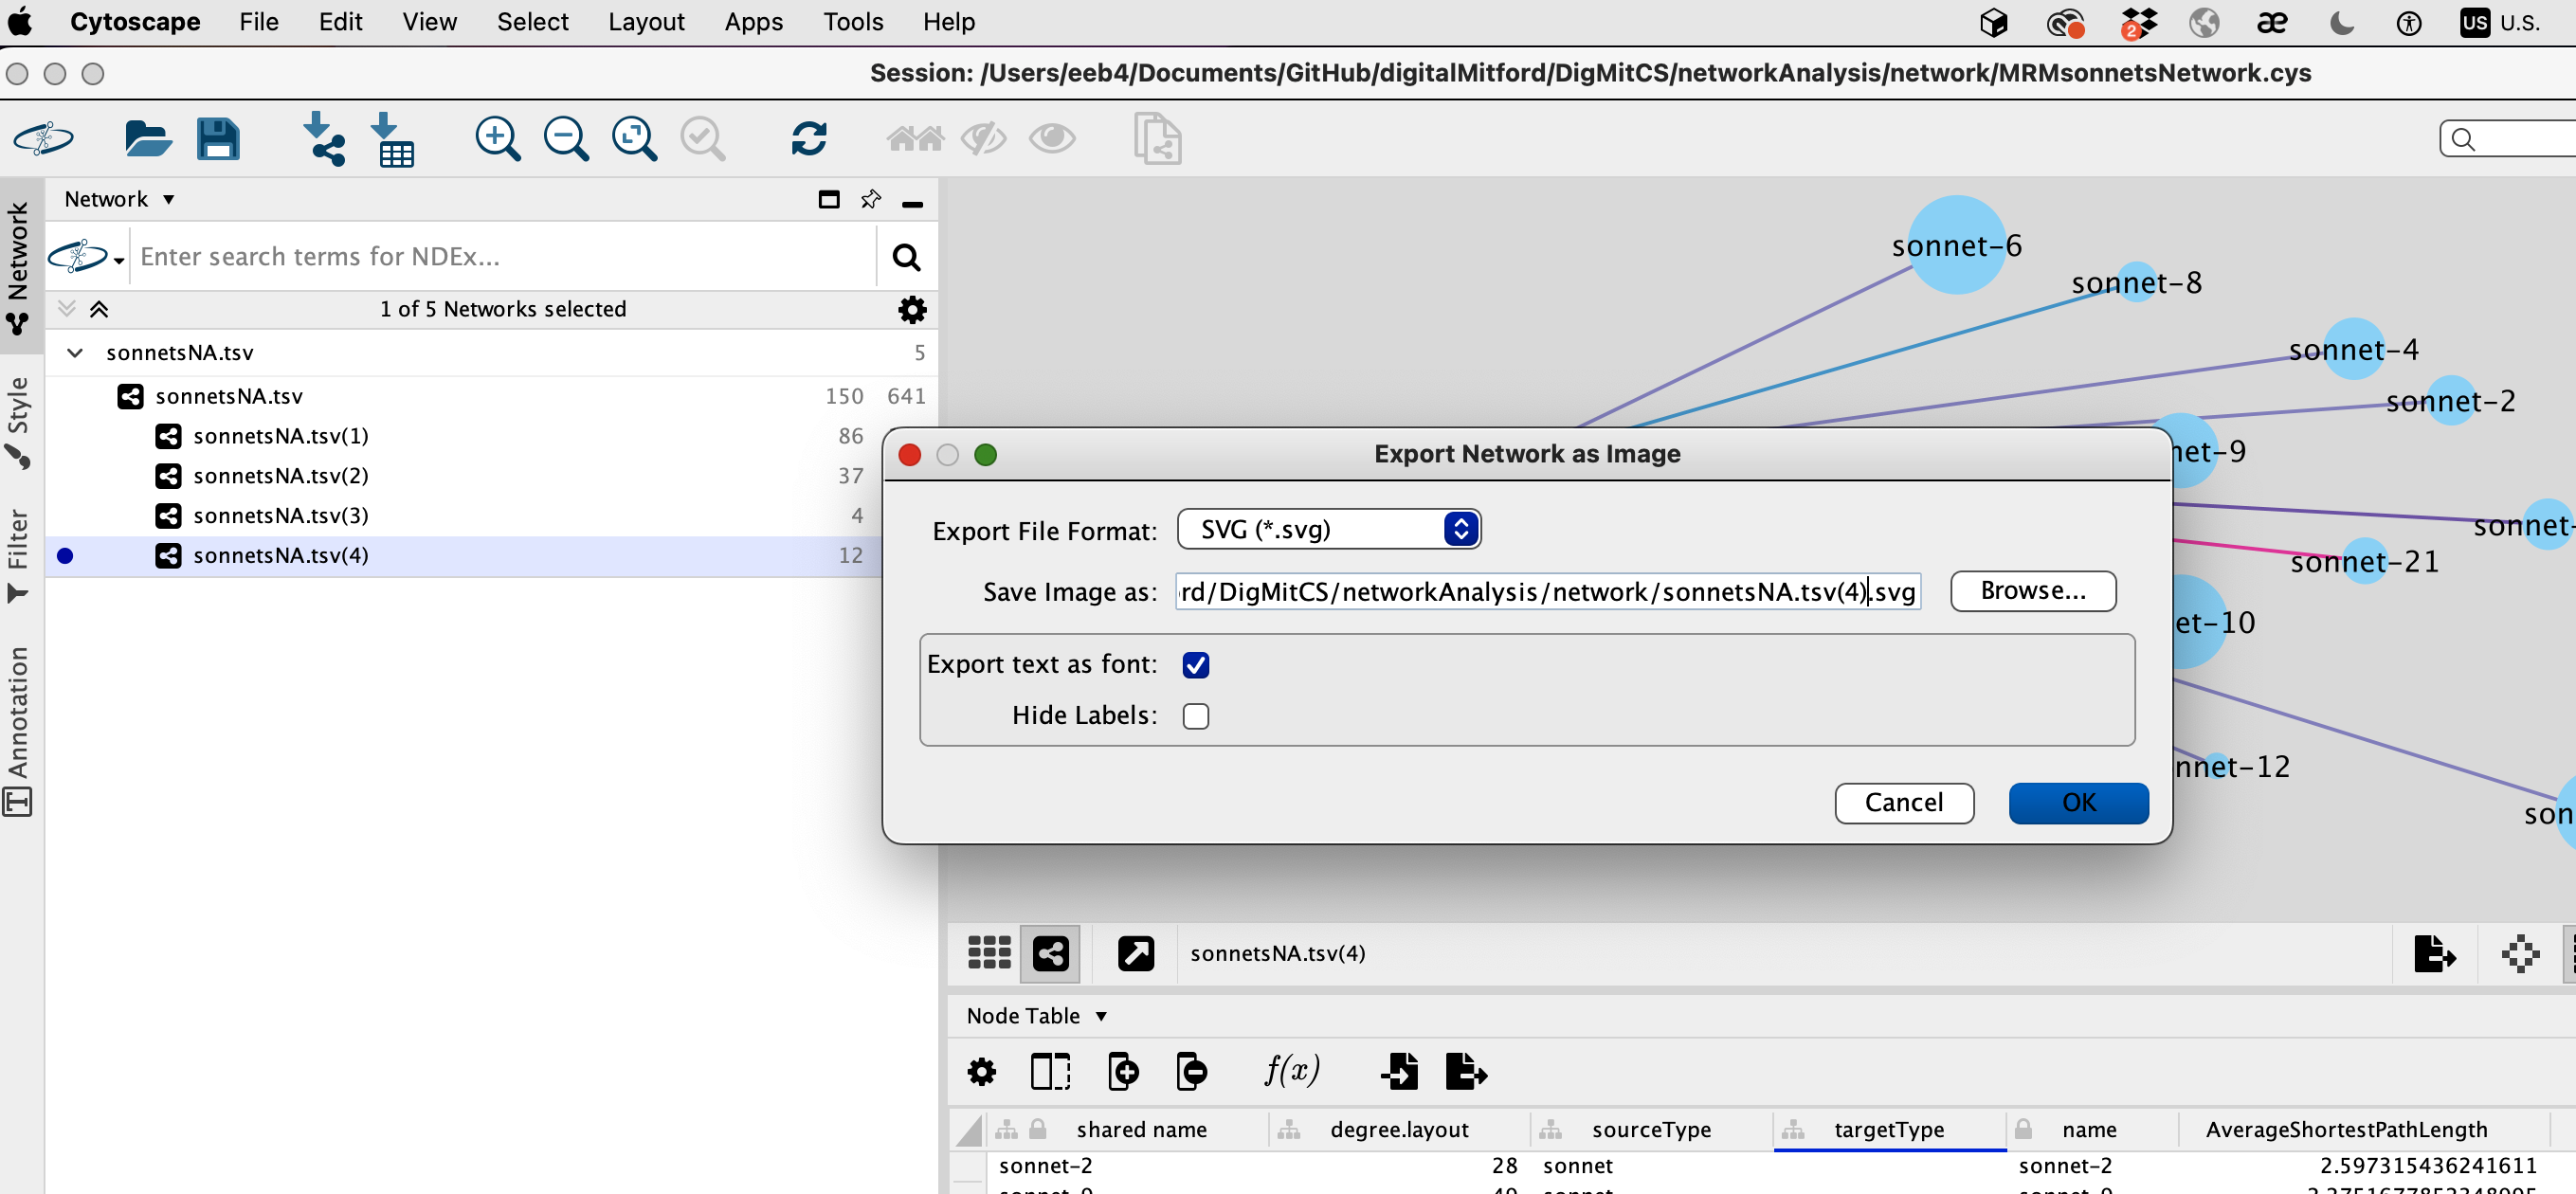 Cytoscape File Edit View Select Layout Apps Tools Help 2 æ US U.S.
Session: /Users/eeb4/Documents/GitHub/digitalMitford/DigMitCS/networkAnalysis/network/MRMsonnetsNetwork.cys
Network
Style
Filter
Annotation
Network
Enter search terms for NDEx...
1 of 5 Networks selected
sonnetsNA.tsv 5
sonnetsNA.tsv 150 641
sonnetsNA.tsv(1) 86
sonnetsNA.tsv(2) 37
sonnetsNA.tsv(3) 4
sonnetsNA.tsv(4) 12
sonnet-6
sonnet-8
sonnet-4
sonnet-2
net-9
sonnet-
sonnet-21
et-10
nnet-12
son
Export Network as Image
Export File Format: SVG (*.svg)
Save Image as: rd/DigMitCS/networkAnalysis/network/sonnetsNA.tsv(4).svg Browse...
Export text as font:
Hide Labels:
Cancel OK
sonnetsNA.tsv(4)
Node Table
f(x)
shared name degree.layout sourceType targetType name AverageShortestPathLength
sonnet-2 28 sonnet sonnet-2 2.597315436241611